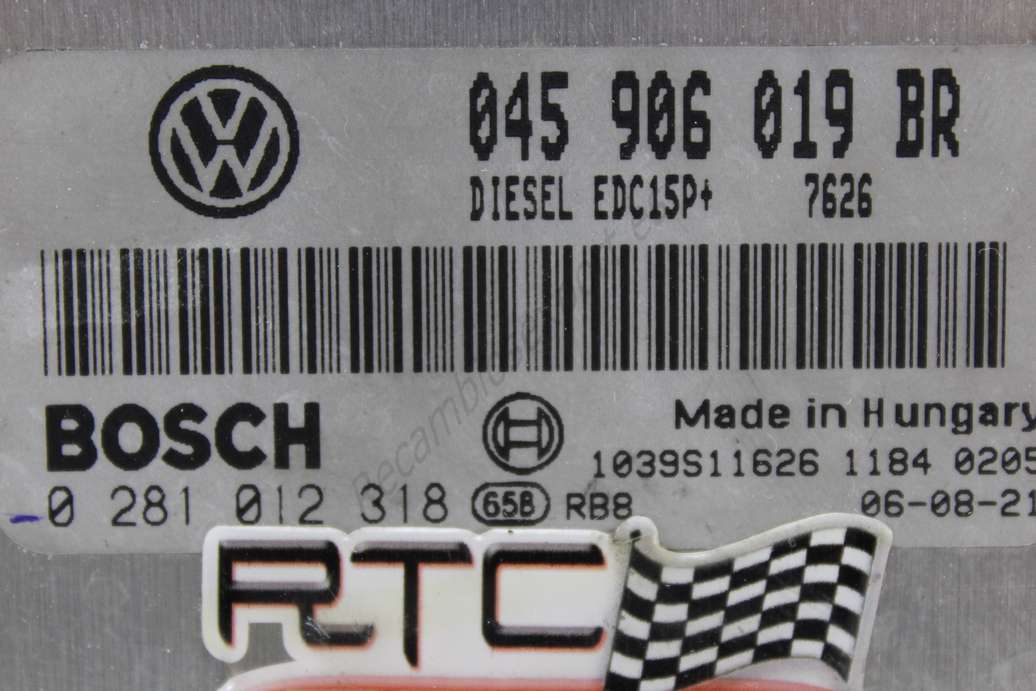 045 906 019 BR
DIESEL EDC15P+ 7626
BOSCH
Made in Hungary
1039S11626 1184 0205
0 281 012 318 65B RB8 06-08-21
RTC